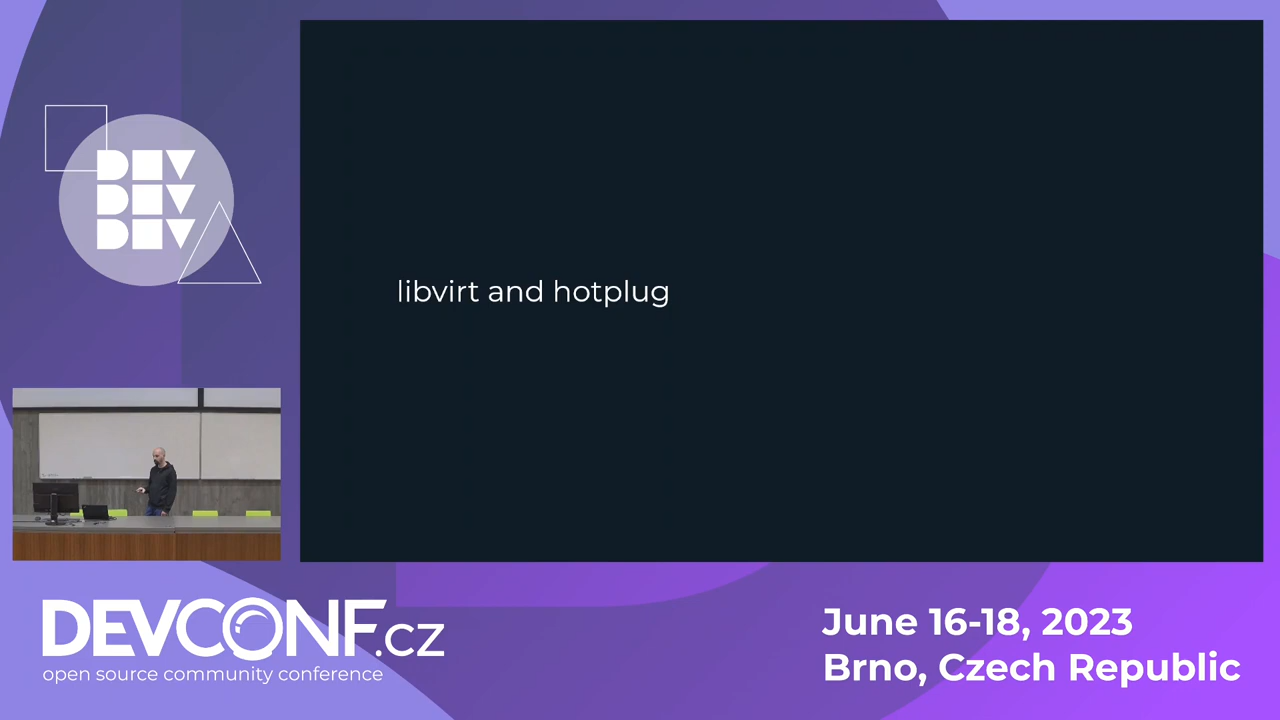 DEV
DEV
DEV
libvirt and hotplug
DEVCONF.cz
open source community conference
June 16-18, 2023
Brno, Czech Republic